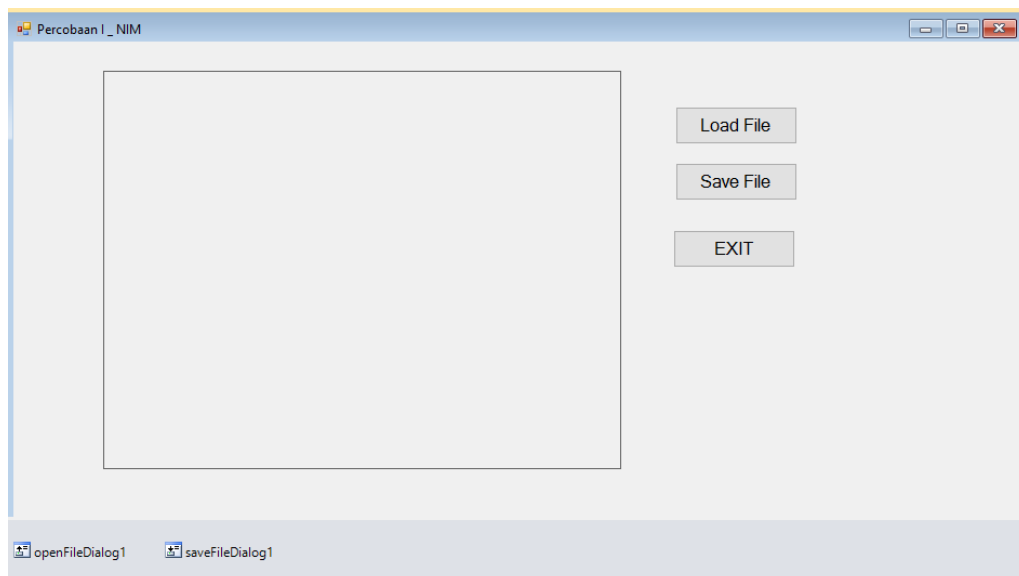 Percobaan I _ NIM
Load File
Save File
EXIT
openFileDialog1 saveFileDialog1